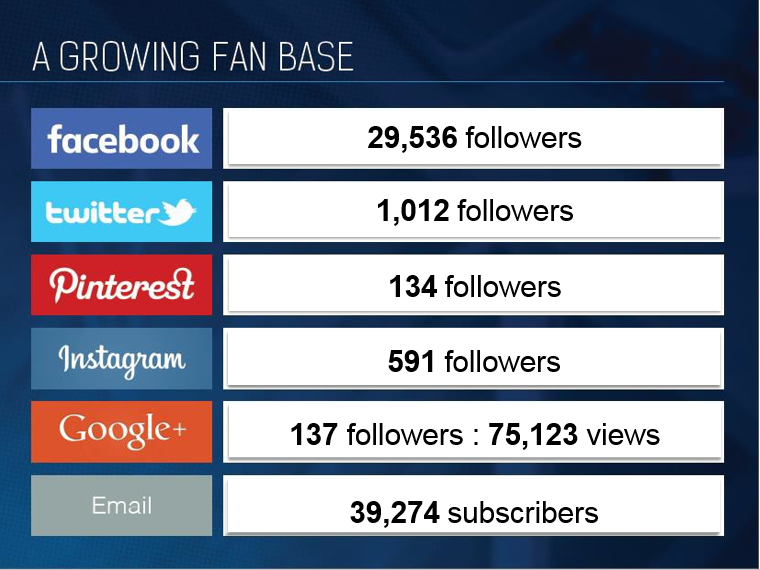 A GROWING FAN BASE
facebook
29,536 followers
twitter
1,012 followers
Pinterest
134 followers
Instagram
591 followers
Google+
137 followers : 75,123 views
Email
39,274 subscribers